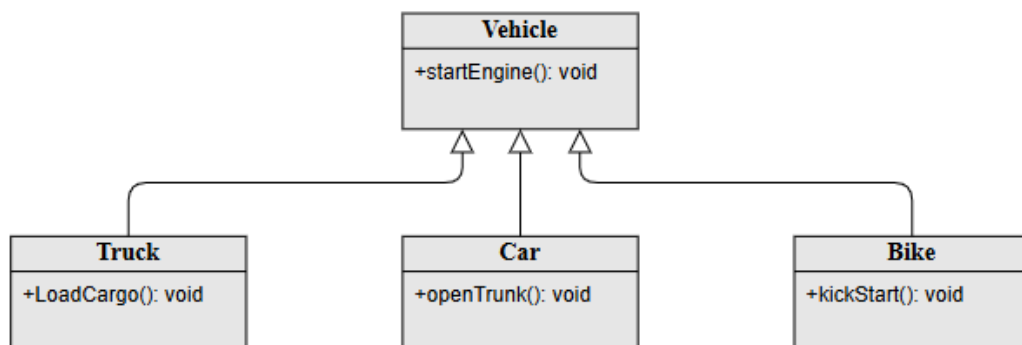 Vehicle
+startEngine(): void
Truck
+LoadCargo(): void
Car
+openTrunk(): void
Bike
+kickStart(): void